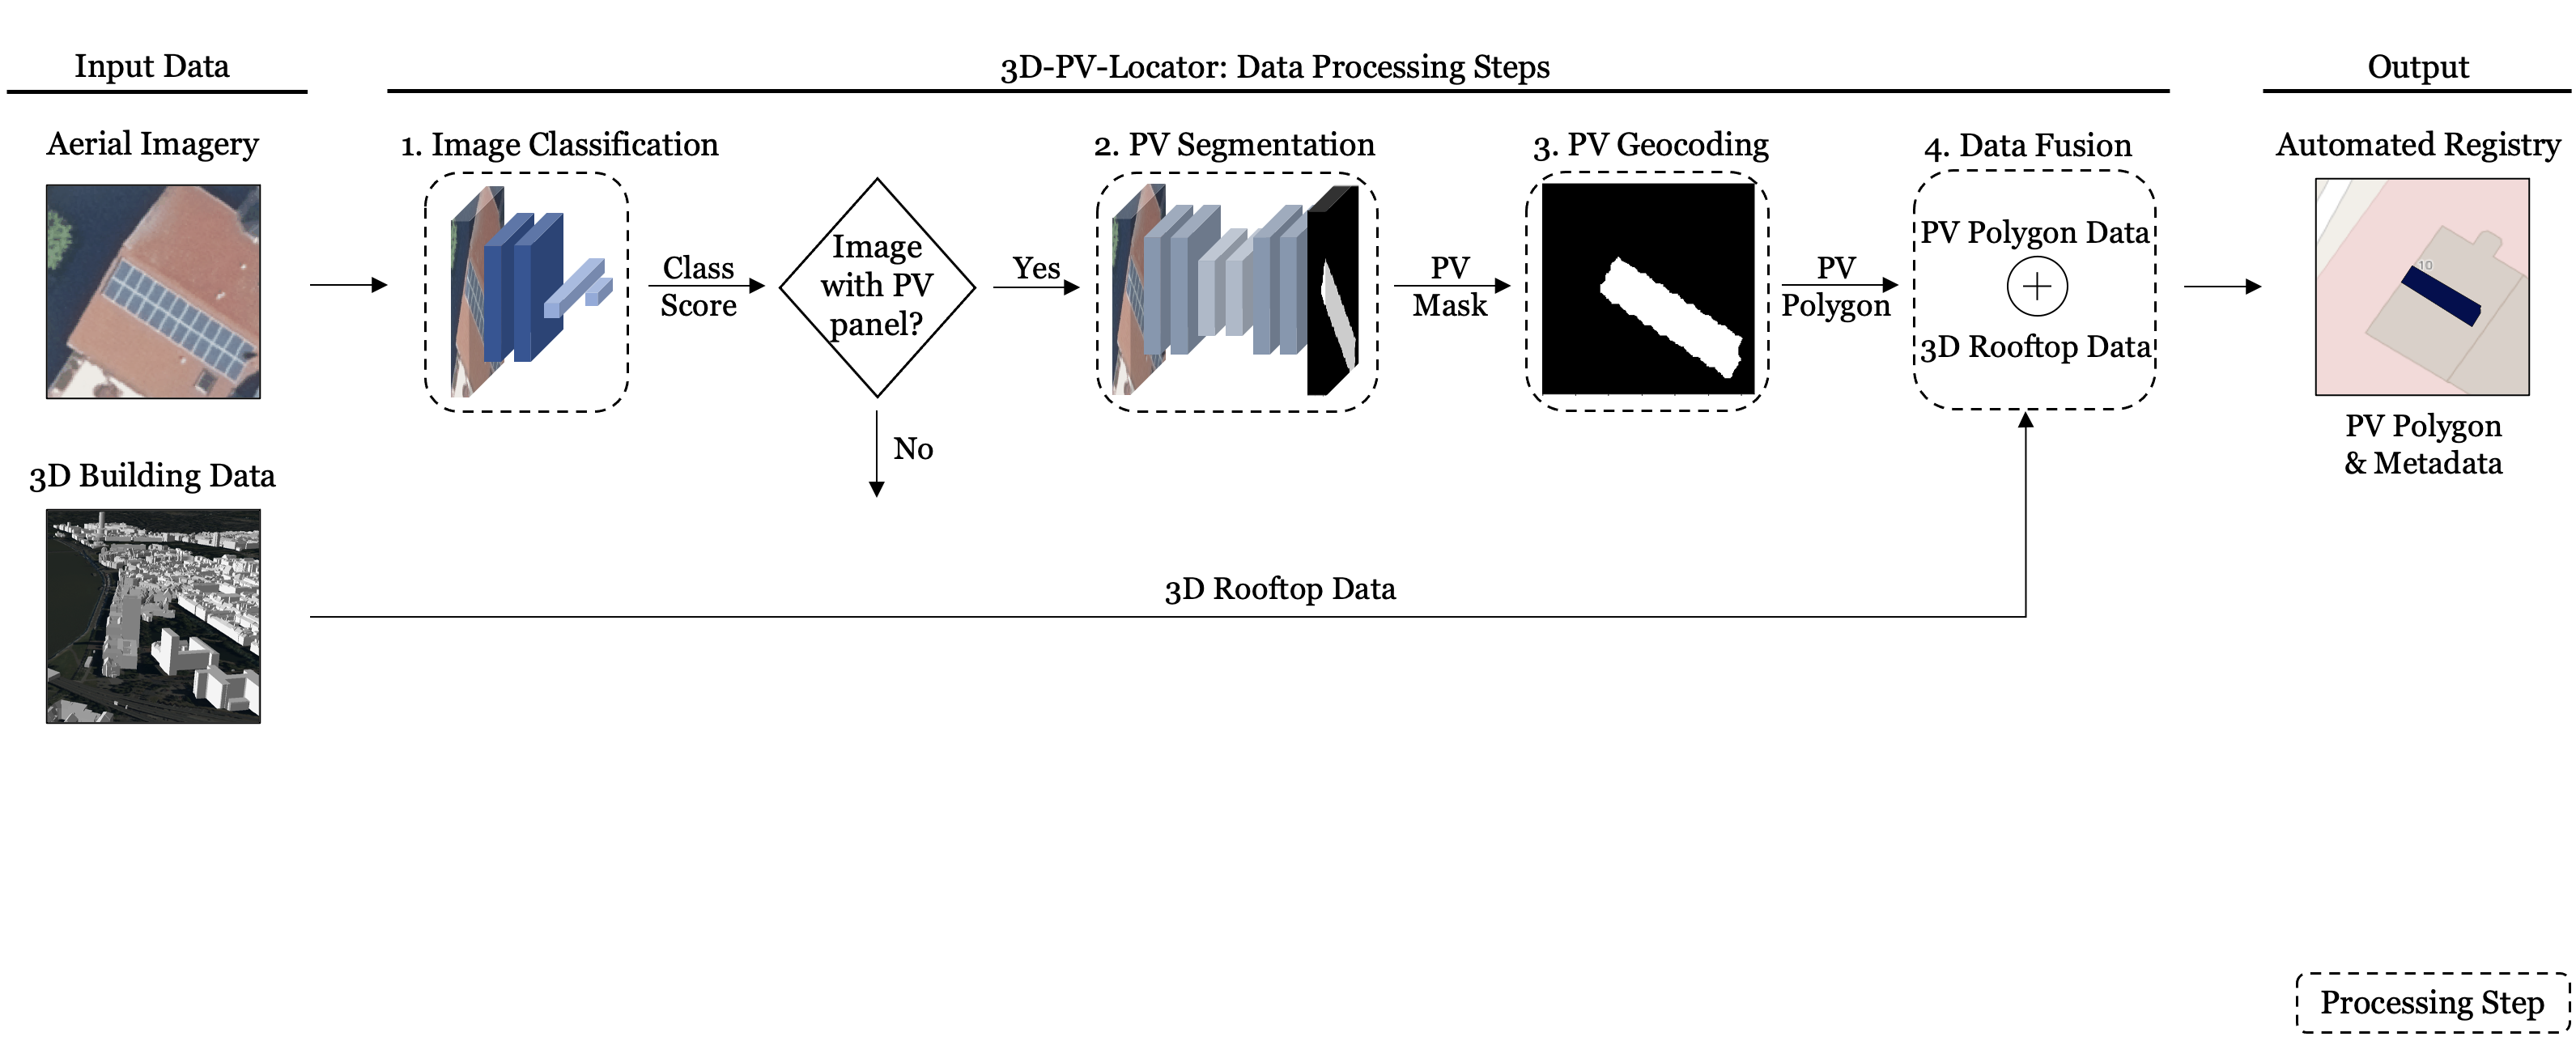 Input Data
3D-PV-Locator: Data Processing Steps
Output
Aerial Imagery
1. Image Classification
2. PV Segmentation
3. PV Geocoding
4. Data Fusion
Automated Registry
Class
Score
Image
with PV
panel?
Yes
No
PV
Mask
PV
Polygon
PV Polygon Data
3D Rooftop Data
10
PV Polygon
& Metadata
3D Building Data
3D Rooftop Data
Processing Step